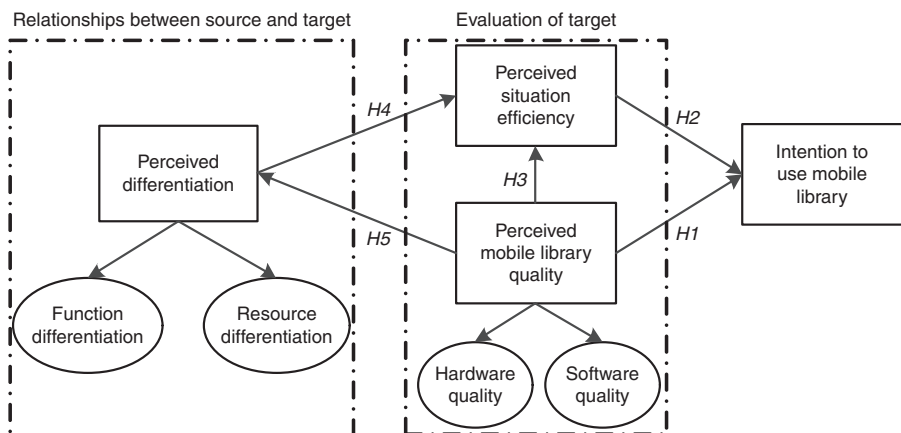 Relationships between source and target
Evaluation of target
Perceived
situation
efficiency
H4
H2
Perceived
differentiation
Intention to
use mobile
library
H3
Perceived
mobile library
quality
H5
H1
Function
differentiation
Resource
differentiation
Hardware
quality
Software
quality